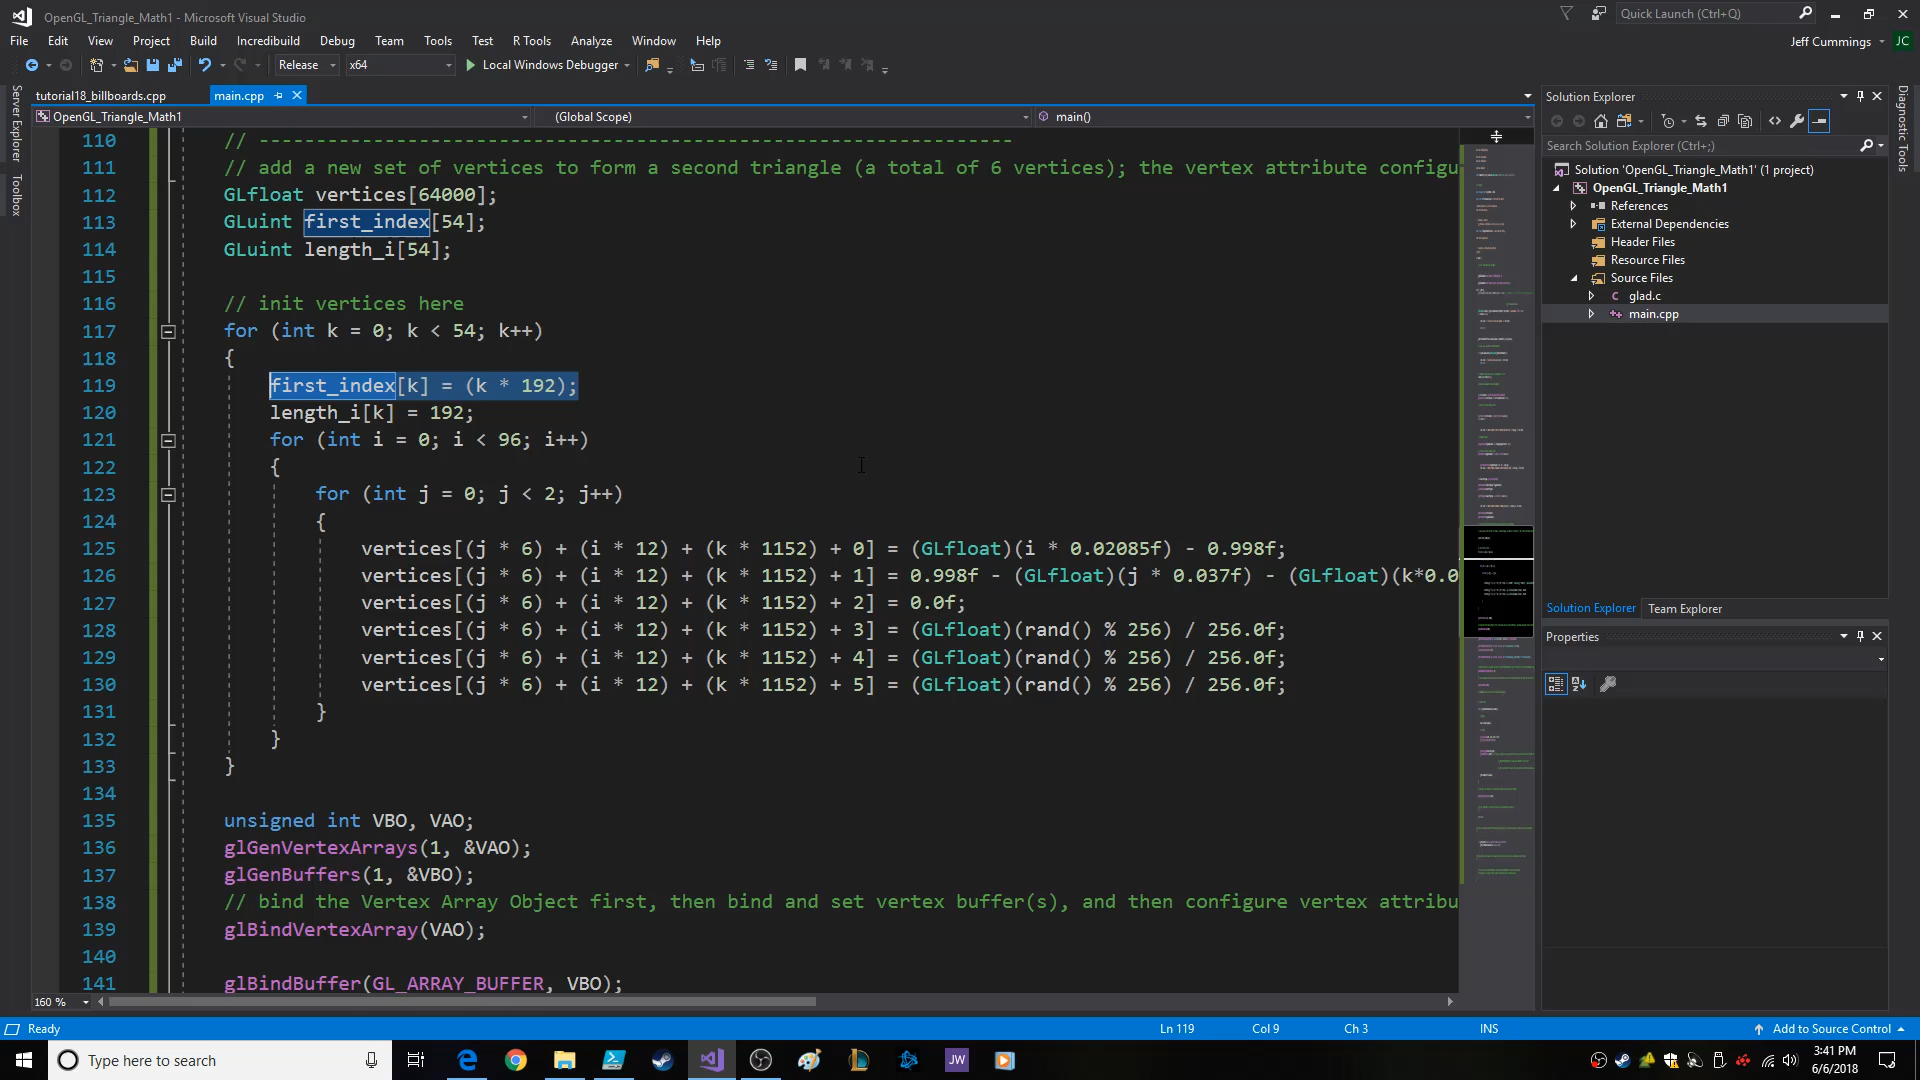 OpenGL_Triangle_Math1 - Microsoft Visual Studio
Quick Launch (Ctrl+Q)
File Edit View Project Build Incredibuild Debug Team Tools Test R Tools Analyze Window Help
Jeff Cummings JC
Release x64 Local Windows Debugger
Server Explorer
Toolbox
tutorial18_billboards.cpp main.cpp
OpenGL_Triangle_Math1 (Global Scope) main()
110 // ------------------------------------------------------------------
111 // add a new set of vertices to form a second triangle (a total of 6 vertices); the vertex attribute configu
112 GLfloat vertices[64000];
113 GLuint first_index[54];
114 GLuint length_i[54];
115
116 // init vertices here
117 for (int k = 0; k < 54; k++)
118 {
119 first_index[k] = (k * 192);
120 length_i[k] = 192;
121 for (int i = 0; i < 96; i++)
122 {
123 for (int j = 0; j < 2; j++)
124 {
125 vertices[(j * 6) + (i * 12) + (k * 1152) + 0] = (GLfloat)(i * 0.02085f) - 0.998f;
126 vertices[(j * 6) + (i * 12) + (k * 1152) + 1] = 0.998f - (GLfloat)(j * 0.037f) - (GLfloat)(k*0.0
127 vertices[(j * 6) + (i * 12) + (k * 1152) + 2] = 0.0f;
128 vertices[(j * 6) + (i * 12) + (k * 1152) + 3] = (GLfloat)(rand() % 256) / 256.0f;
129 vertices[(j * 6) + (i * 12) + (k * 1152) + 4] = (GLfloat)(rand() % 256) / 256.0f;
130 vertices[(j * 6) + (i * 12) + (k * 1152) + 5] = (GLfloat)(rand() % 256) / 256.0f;
131 }
132 }
133 }
134
135 unsigned int VBO, VAO;
136 glGenVertexArrays(1, &VAO);
137 glGenBuffers(1, &VBO);
138 // bind the Vertex Array Object first, then bind and set vertex buffer(s), and then configure vertex attribu
139 glBindVertexArray(VAO);
140
141 glBindBuffer(GL_ARRAY_BUFFER, VBO);
160 %
Solution Explorer
Search Solution Explorer (Ctrl+;)
Solution 'OpenGL_Triangle_Math1' (1 project)
OpenGL_Triangle_Math1
References
External Dependencies
Header Files
Resource Files
Source Files
glad.c
main.cpp
Solution Explorer Team Explorer
Properties
Diagnostic Tools
Ready Ln 119 Col 9 Ch 3 INS Add to Source Control
Type here to search
JW
3:41 PM
6/6/2018